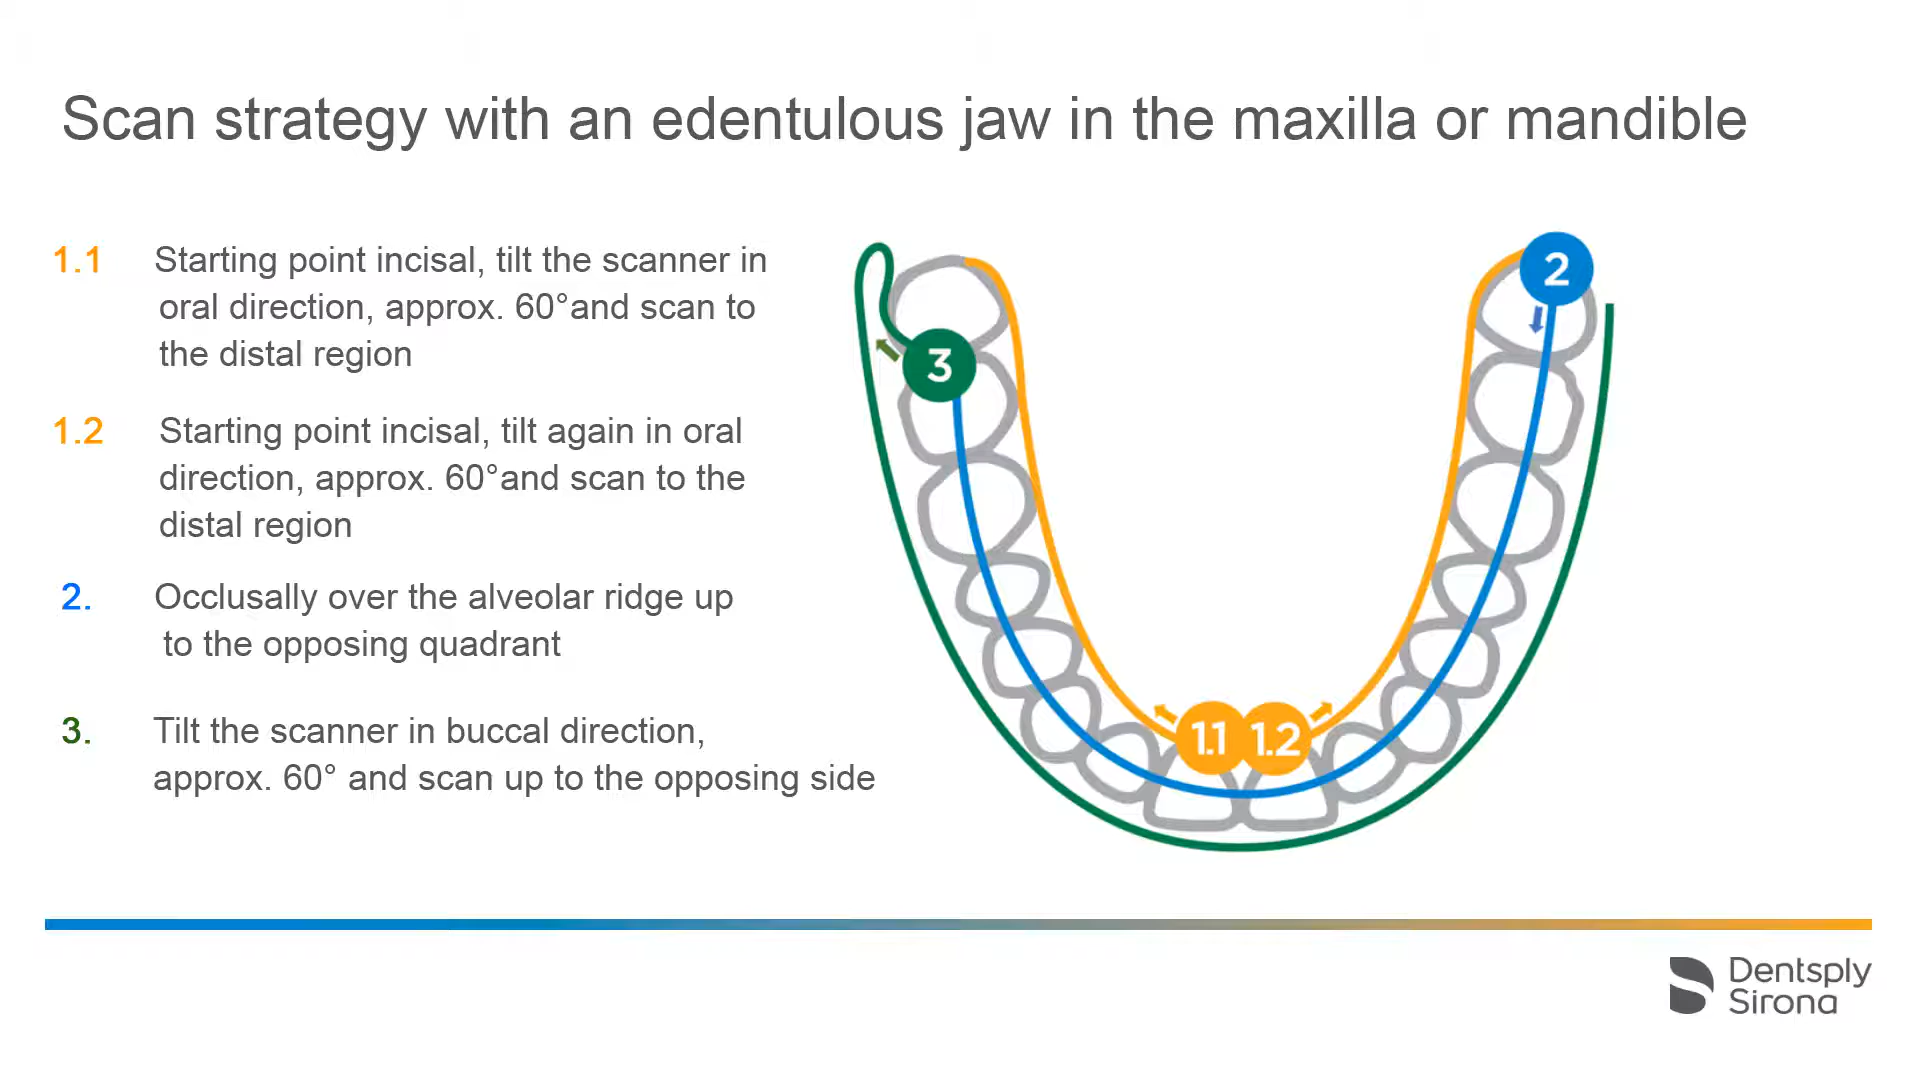 Scan strategy with an edentulous jaw in the maxilla or mandible
1.1 Starting point incisal, tilt the scanner in
oral direction, approx. 60°and scan to
the distal region
1.2 Starting point incisal, tilt again in oral
direction, approx. 60°and scan to the
distal region
2. Occlusally over the alveolar ridge up
to the opposing quadrant
3. Tilt the scanner in buccal direction,
approx. 60° and scan up to the opposing side
2
3
1.1 1.2
Dentsply
Sirona